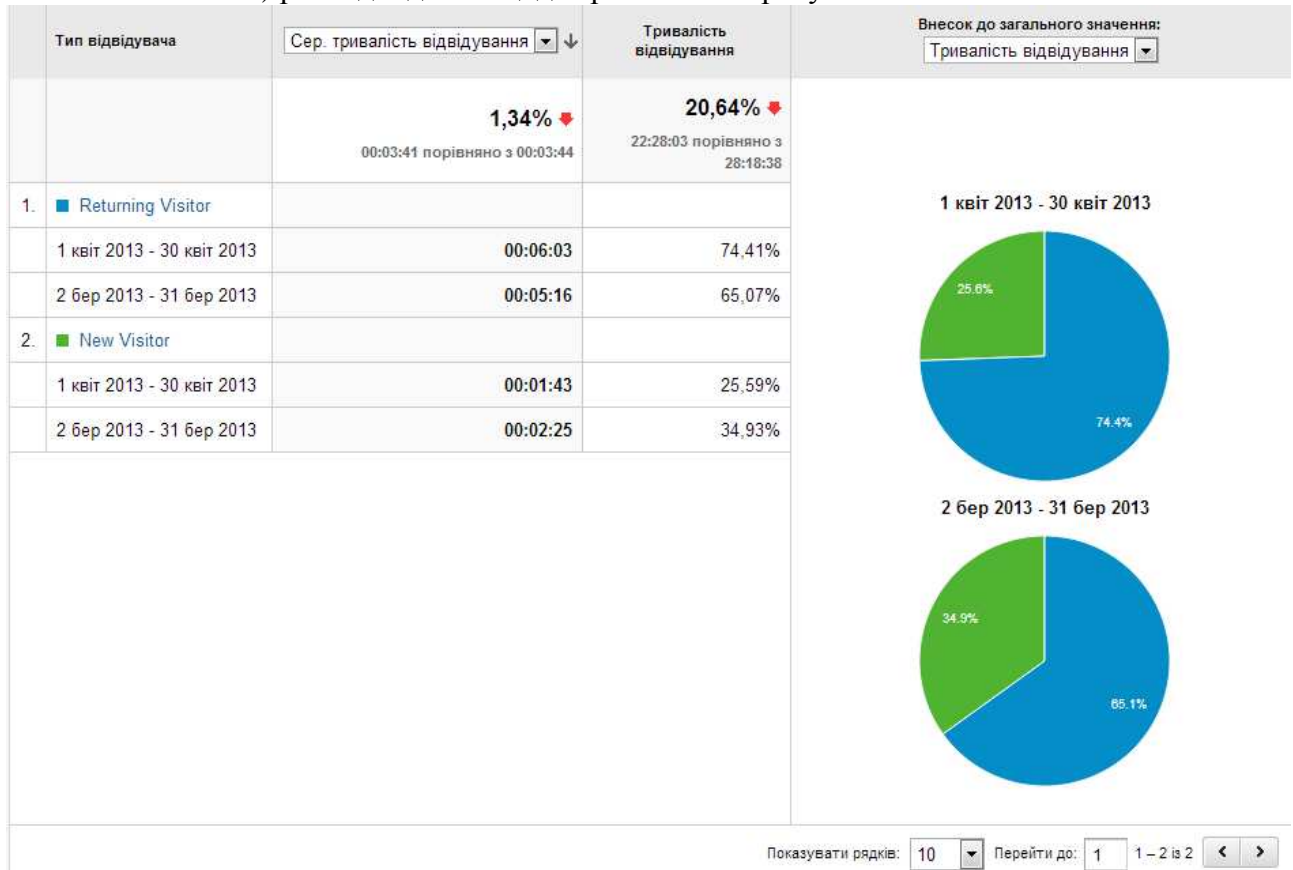 Тип відвідувача
Сер. тривалість відвідування
Тривалість
відвідування
Внесок до загального значення:
Тривалість відвідування
1,34%
00:03:41 порівняно з 00:03:44
20,64%
22:28:03 порівняно з
28:18:38
1. Returning Visitor
1 квіт 2013 - 30 квіт 2013 00:06:03 74,41%
2 бер 2013 - 31 бер 2013 00:05:16 65,07%
2. New Visitor
1 квіт 2013 - 30 квіт 2013 00:01:43 25,59%
2 бер 2013 - 31 бер 2013 00:02:25 34,93%
1 квіт 2013 - 30 квіт 2013
25.6%
74.4%
2 бер 2013 - 31 бер 2013
34.9%
65.1%
Показувати рядків: 10 Перейти до: 1 1 – 2 із 2